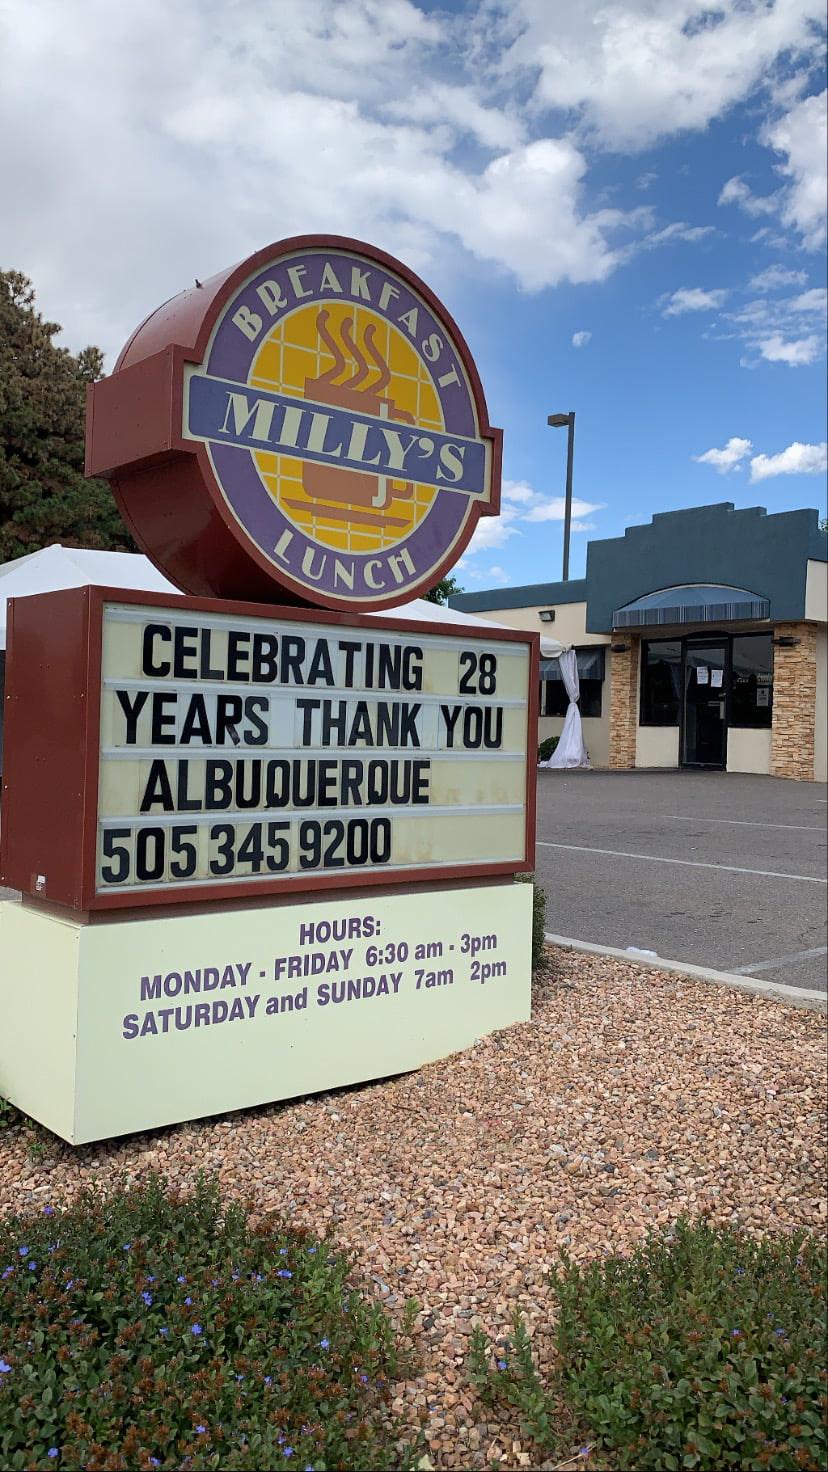 BREAKFAST
MILLY'S
LUNCH
CELEBRATING 28
YEARS THANK YOU
ALBUQUERQUE
505 345 9200
HOURS:
MONDAY - FRIDAY 6:30 am - 3pm
SATURDAY and SUNDAY 7am 2pm